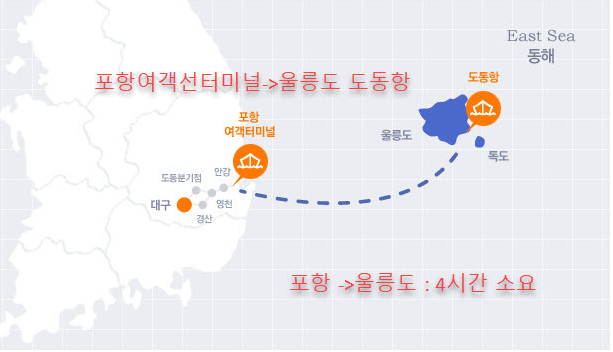 East Sea
동해
포항여객선터미널->울릉도 도동항
도동항
포항
여객터미널
울릉도
독도
안강
도동분기점
대구
영천
경산
포항 ->울릉도 : 4시간 소요